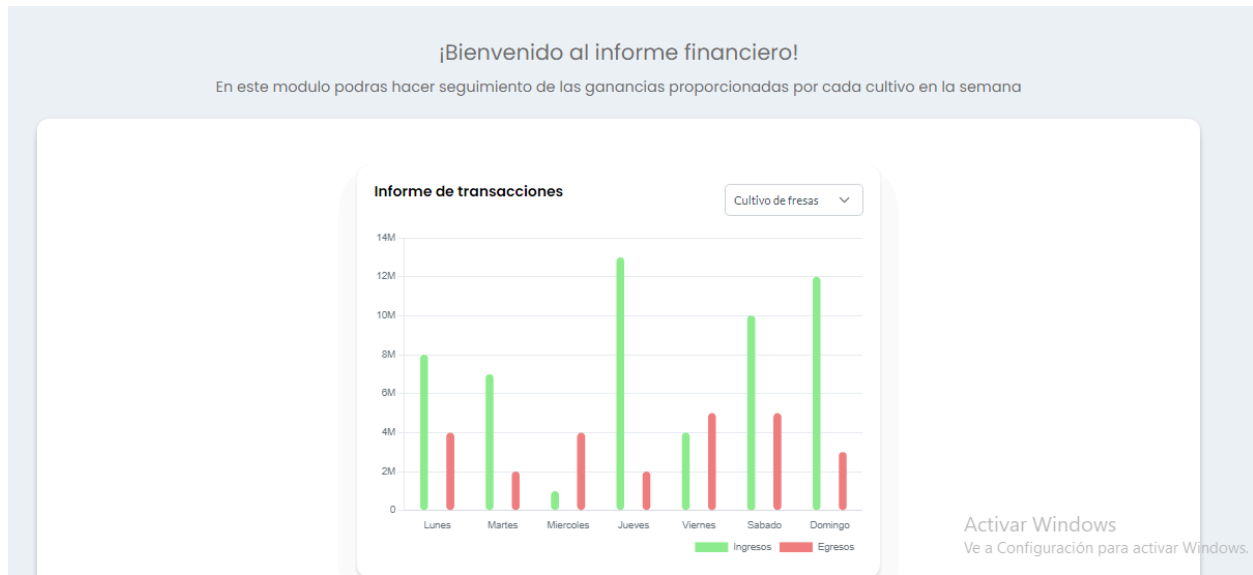 ¡Bienvenido al informe financiero!
En este modulo podras hacer seguimiento de las ganancias proporcionadas por cada cultivo en la semana
Informe de transacciones
Cultivo de fresas
14M
12M
10M
8M
6M
4M
2M
0
Lunes Martes Miercoles Jueves Viernes Sabado Domingo
Ingresos Egresos
Activar Windows
Ve a Configuración para activar Windows.